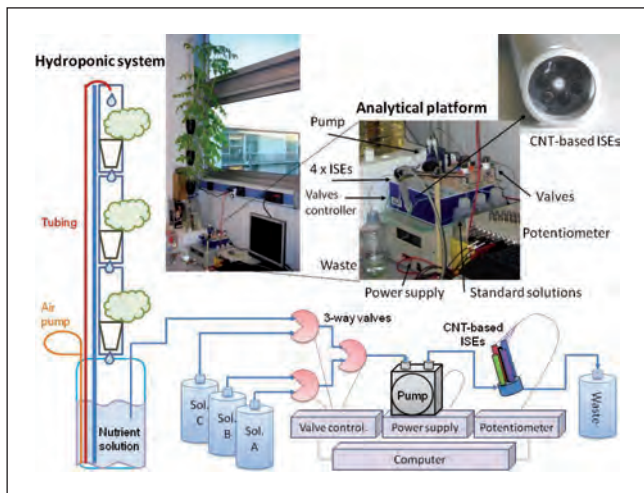 Hydroponic system
Analytical platform
Pump
4 x ISEs
Valves
controller
Waste
Power supply
Standard solutions
Potentiometer
Valves
CNT-based ISEs
Tubing
Air
pump
Nutrient
solution
3-way valves
CNT-based
ISEs
Sol.
C
Sol.
B
Sol.
A
Pump
Valve control.
Power supply
Potentiometer
Computer
Waste